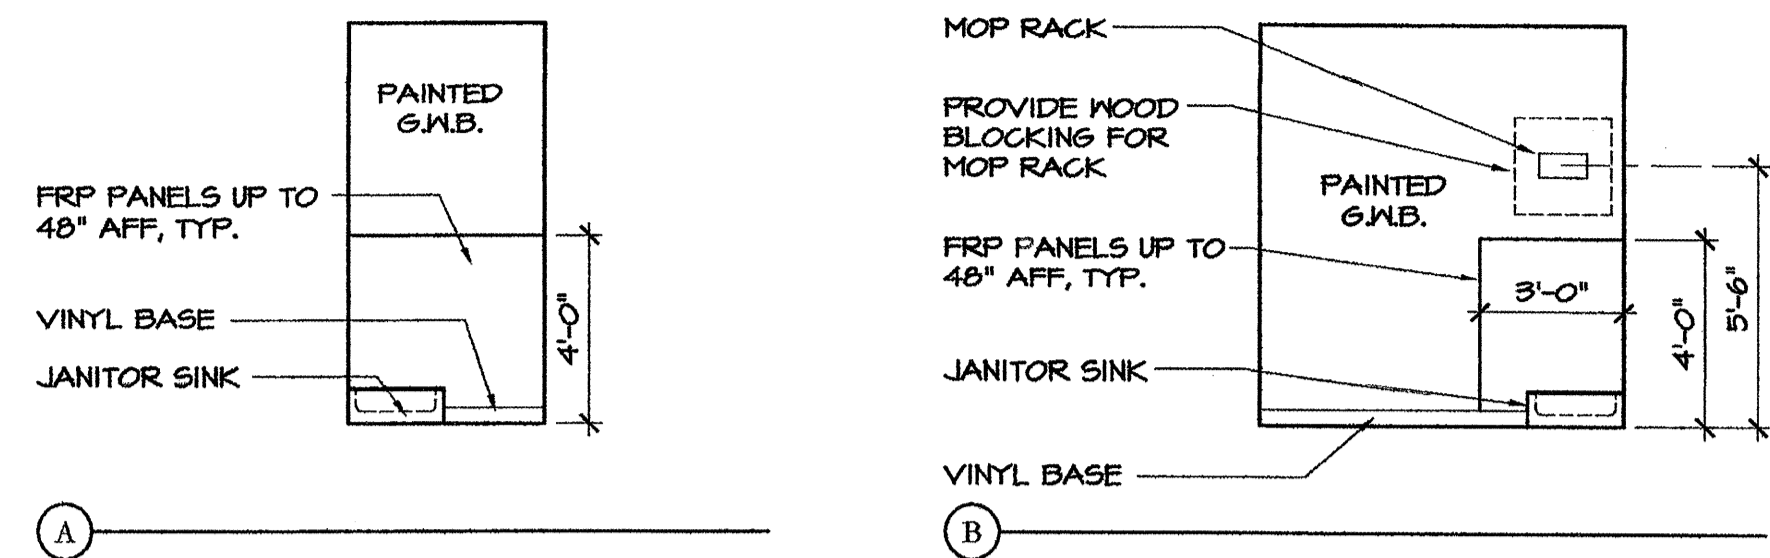 PAINTED
G.W.B.
FRP PANELS UP TO
48" AFF, TYP.
VINYL BASE
JANITOR SINK
4'-0"
A
MOP RACK
PROVIDE WOOD
BLOCKING FOR
MOP RACK
PAINTED
G.W.B.
FRP PANELS UP TO
48" AFF, TYP.
3'-0"
4'-0"
5'-6"
JANITOR SINK
VINYL BASE
B